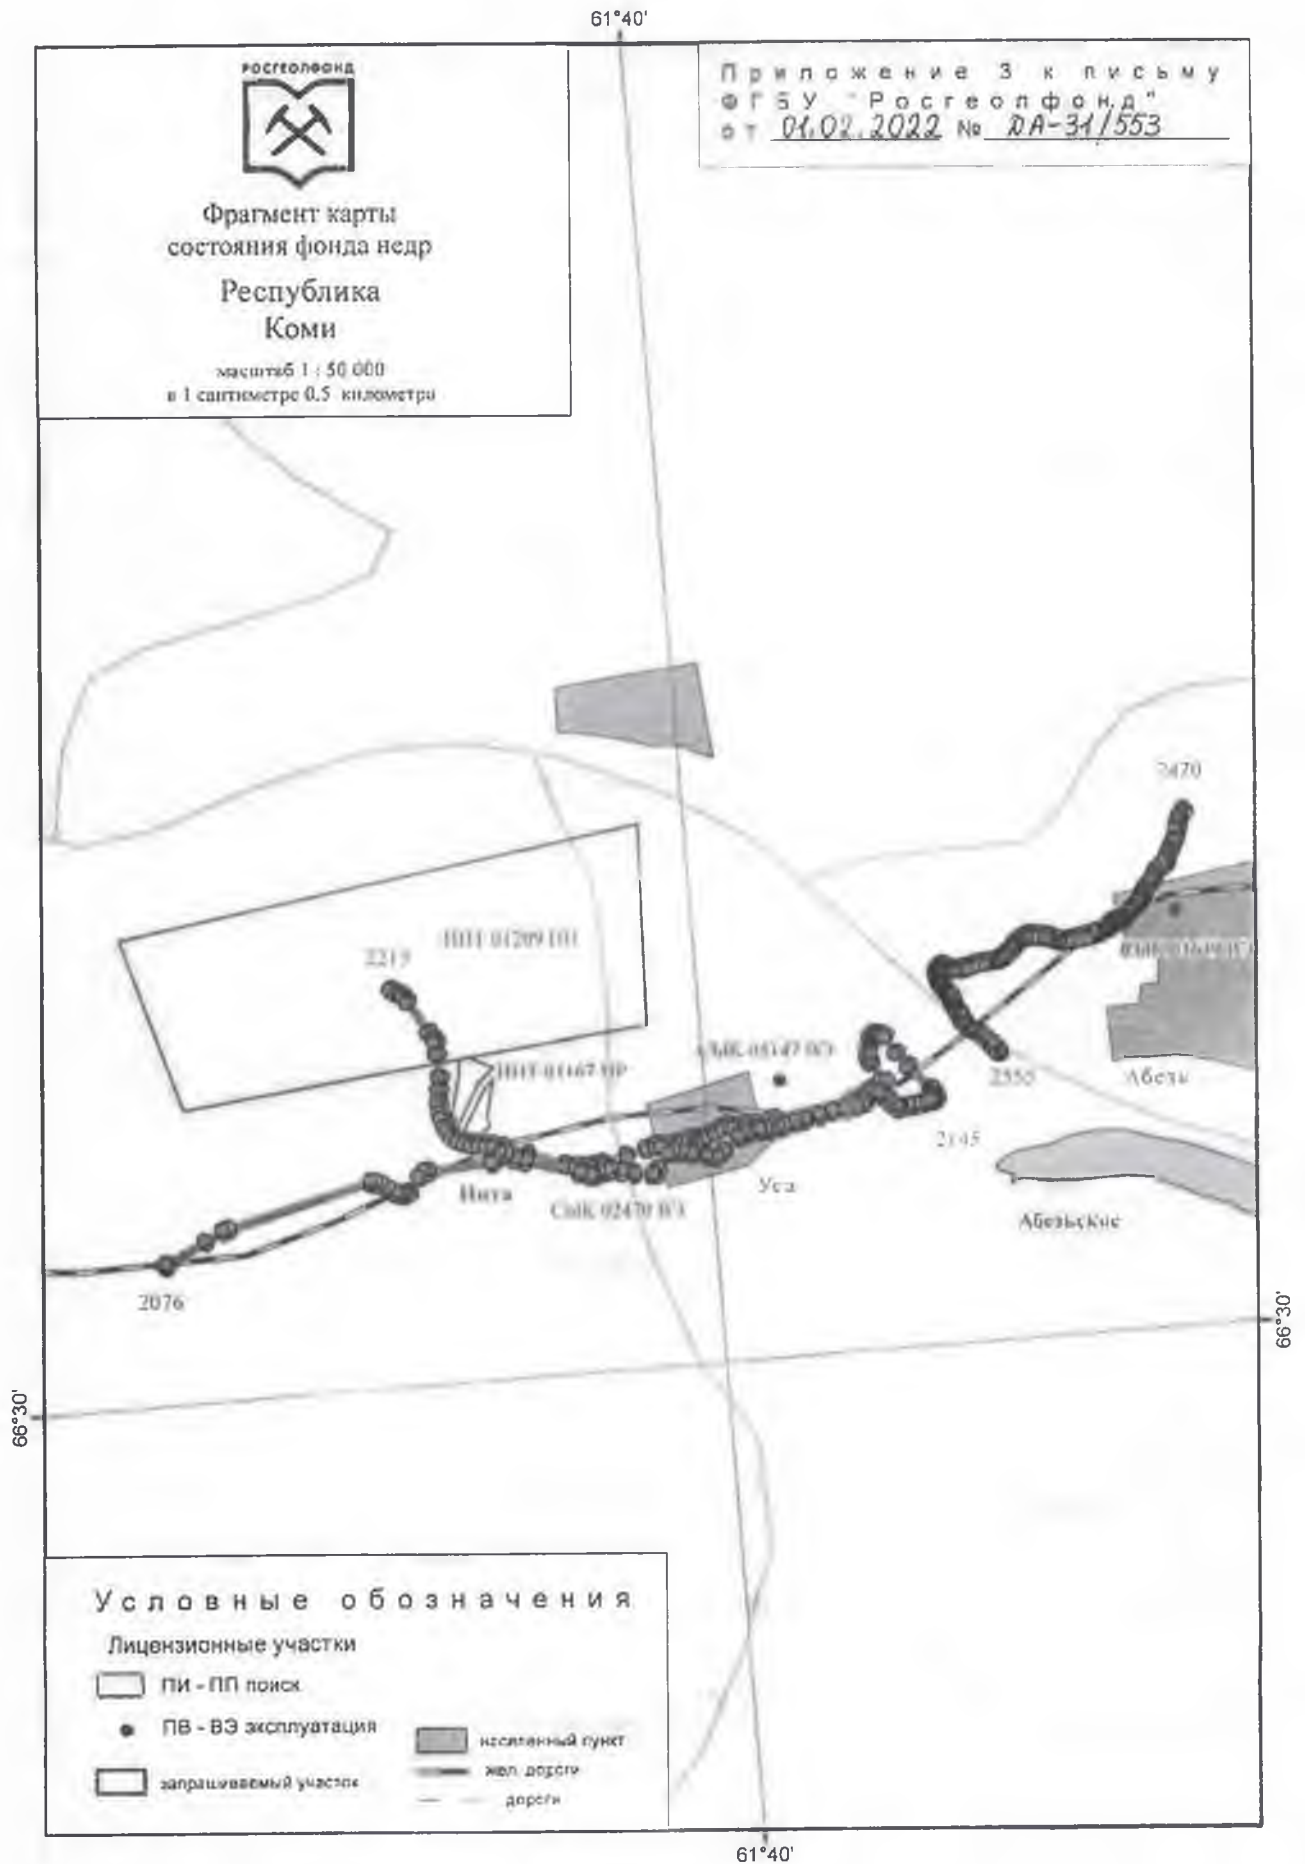 61°40'
РОСГЕОЛФОНД
Фрагмент карты
состояния фонда недр
Республика
Коми
масштаб 1 : 50 000
в 1 сантиметре 0.5 километра
Приложение 3 к письму
ФГБУ "Росгеолфонд"
от 01.02.2022 № ДА-31/553
2470
2215
2555
Абезь
2145
Уса
Абезьские
2076
66°30'
66°30'
Условные обозначения
Лицензионные участки
ПИ - ПП поиск
ПВ - ВЭ эксплуатация
запрашиваемый участок
населенный пункт
жел. дороги
дороги
61°40'